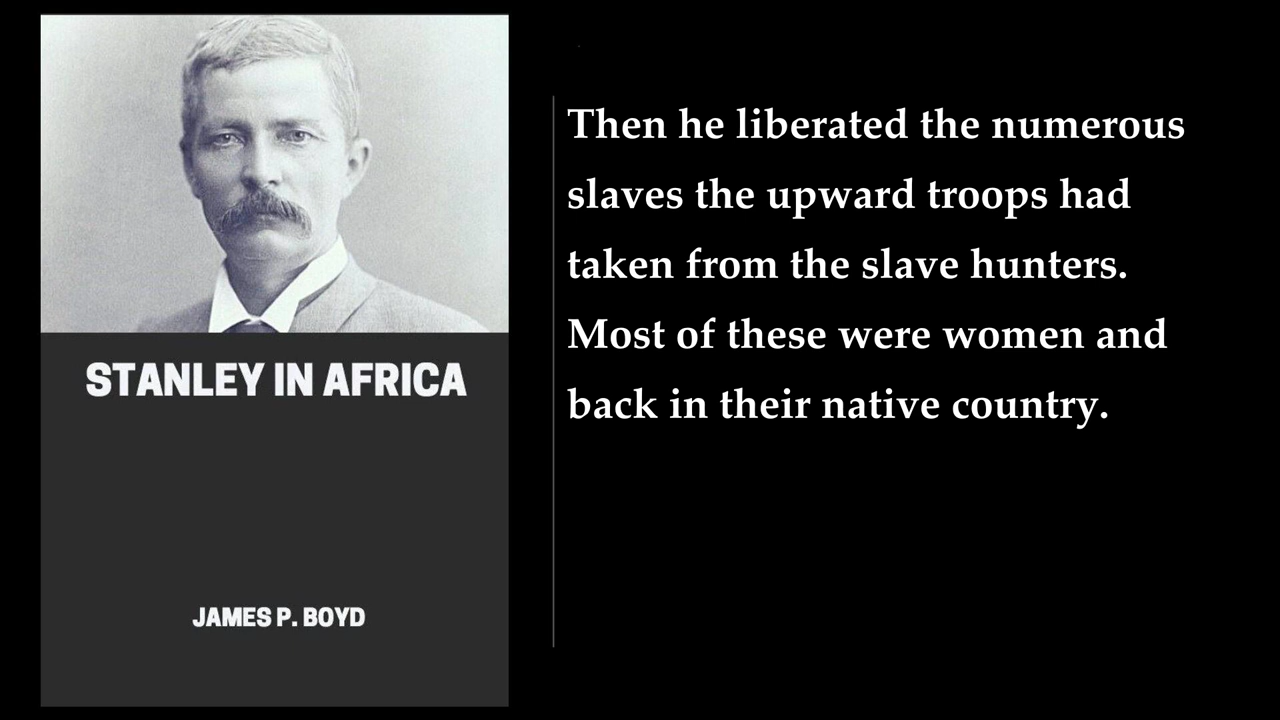 STANLEY IN AFRICA
JAMES P. BOYD
Then he liberated the numerous
slaves the upward troops had
taken from the slave hunters.
Most of these were women and
back in their native country.